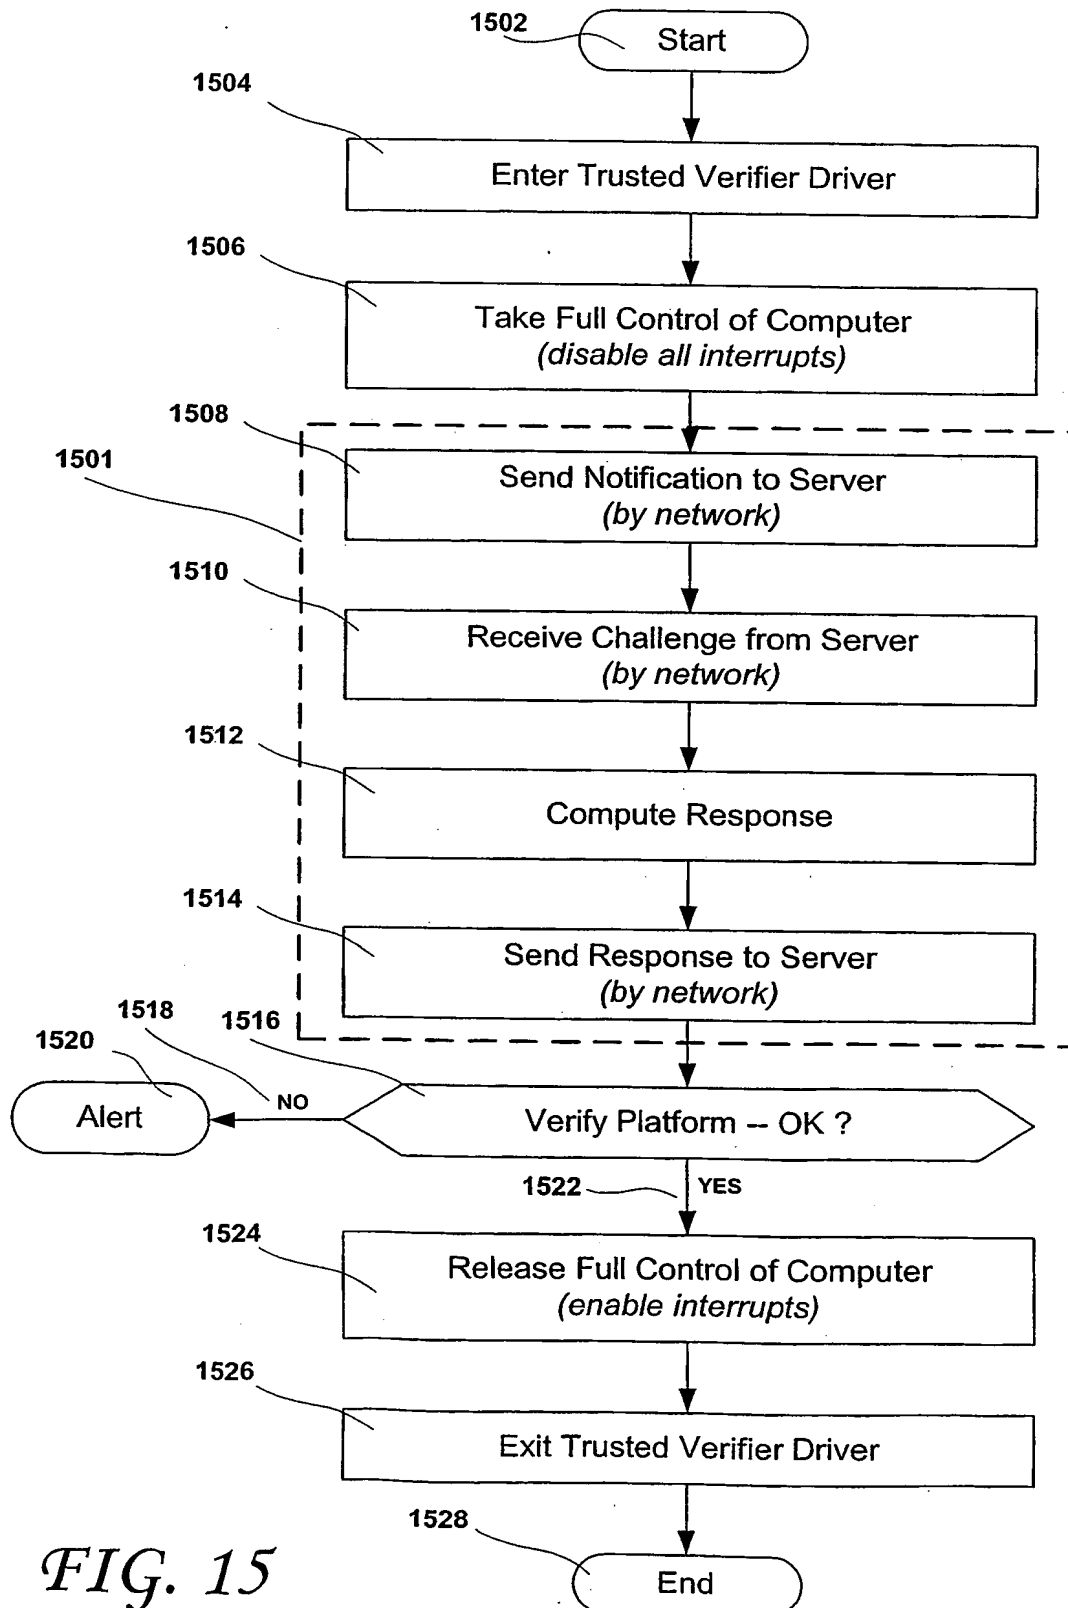 1502
Start
1504
Enter Trusted Verifier Driver
1506
Take Full Control of Computer
(disable all interrupts)
1508
1501
Send Notification to Server
(by network)
1510
Receive Challenge from Server
(by network)
1512
Compute Response
1514
Send Response to Server
(by network)
1518
1516
1520
Alert
NO
Verify Platform -- OK ?
1522
YES
1524
Release Full Control of Computer
(enable interrupts)
1526
Exit Trusted Verifier Driver
1528
End
FIG. 15